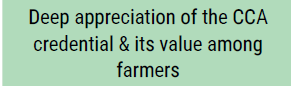 Deep appreciation of the CCA
credential & its value among
farmers